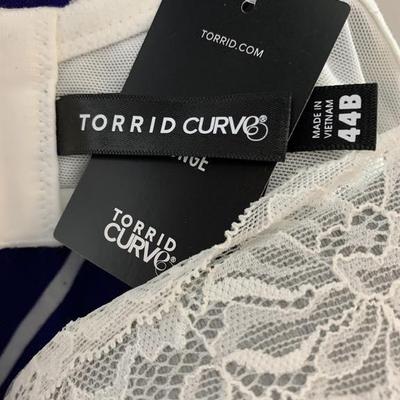 TORRID.COM
TORRID CURVE®
MADE IN
VIETNAM
44B
TORRID
CURVE®